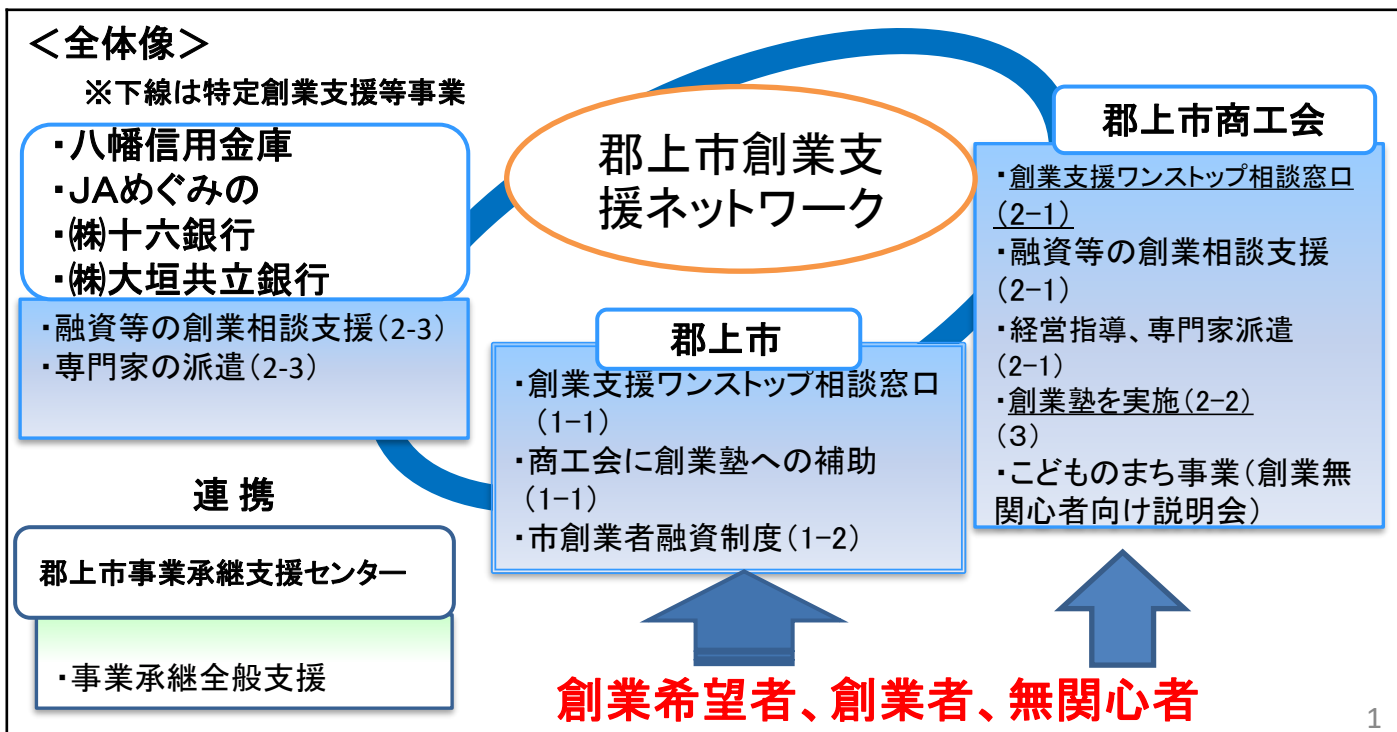 ＜全体像＞
※下線は特定創業支援等事業
・八幡信用金庫
・JAめぐみの
・㈱十六銀行
・㈱大垣共立銀行
・融資等の創業相談支援(2-3)
・専門家の派遣(2-3)
連 携
郡上市事業承継支援センター
・事業承継全般支援
郡上市創業支
援ネットワーク
郡上市
・創業支援ワンストップ相談窓口
(1-1)
・商工会に創業塾への補助
(1-1)
・市創業者融資制度(1-2)
郡上市商工会
・創業支援ワンストップ相談窓口
(2-1)
・融資等の創業相談支援
(2-1)
・経営指導、専門家派遣
(2-1)
・創業塾を実施(2-2)
(3)
・こどものまち事業(創業無
関心者向け説明会)
創業希望者、創業者、無関心者
1